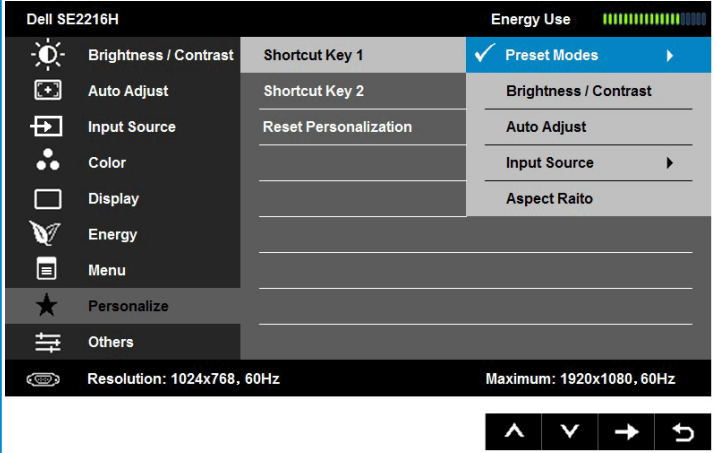 Dell SE2216H Energy Use
Brightness / Contrast Shortcut Key 1 Preset Modes
Auto Adjust Shortcut Key 2 Brightness / Contrast
Input Source Reset Personalization Auto Adjust
Color Input Source
Display Aspect Raito
Energy
Menu
Personalize
Others
Resolution: 1024x768, 60Hz Maximum: 1920x1080, 60Hz